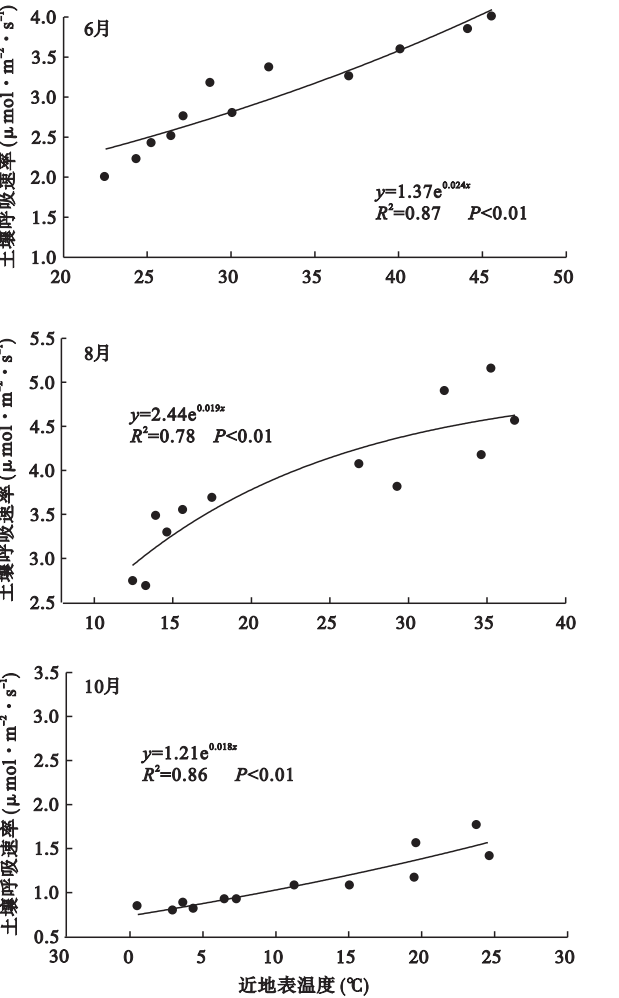 土壤呼吸速率(μmol·m⁻²·s⁻¹)
6月
4.0
3.5
3.0
2.5
2.0
1.5
1.0
y=1.37e^0.024x
R²=0.87 P<0.01
20 25 30 35 40 45 50
土壤呼吸速率(μmol·m⁻²·s⁻¹)
8月
5.5
5.0
4.5
4.0
3.5
3.0
2.5
y=2.44e^0.019x
R²=0.78 P<0.01
10 15 20 25 30 35 40
土壤呼吸速率(μmol·m⁻²·s⁻¹)
10月
3.5
3.0
2.5
2.0
1.5
1.0
0.5
y=1.21e^0.018x
R²=0.86 P<0.01
30 0 5 10 15 20 25 30
近地表温度(℃)